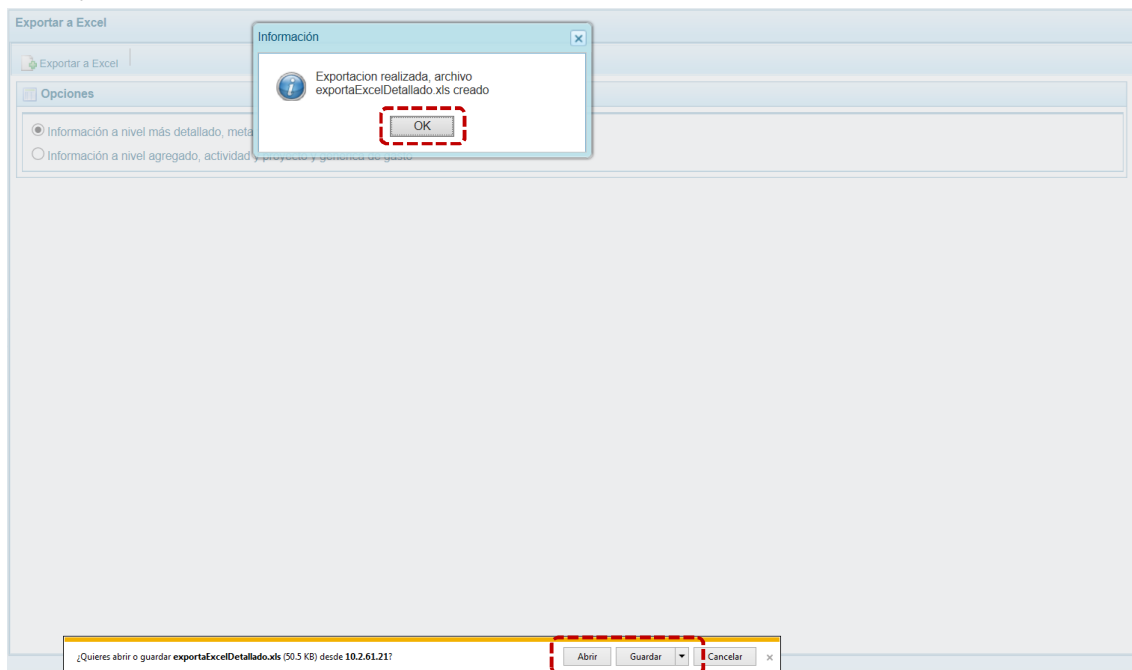 Exportar a Excel
Información
Exportar a Excel
Exportacion realizada, archivo
exportaExcelDetallado.xls creado
Opciones
OK
Información a nivel más detallado, meta
Información a nivel agregado, actividad y proyecto y genérica de gasto
¿Quieres abrir o guardar exportaExcelDetallado.xls (50.5 KB) desde 10.2.61.21?
Abrir
Guardar
Cancelar